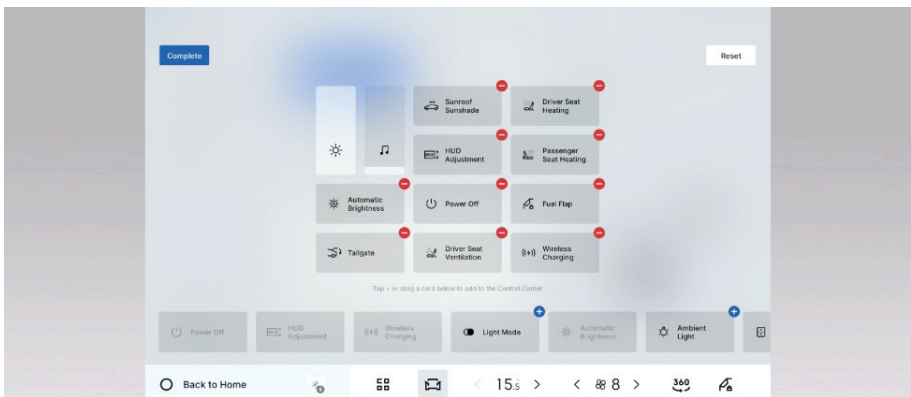 Complete
Reset
Sunroof
Sunshade
Driver Seat
Heating
HUD
HUD
Adjustment
Passenger
Seat Heating
Automatic
Brightness
Power Off
Fuel Flap
Tailgate
Driver Seat
Ventilation
Wireless
Charging
Tap + or drag a card below to add to the Control Center
Power Off
HUD
HUD
Adjustment
Wireless
Charging
Light Mode
Automatic
Brightness
Ambient
Light
Back to Home
15.5
8
360